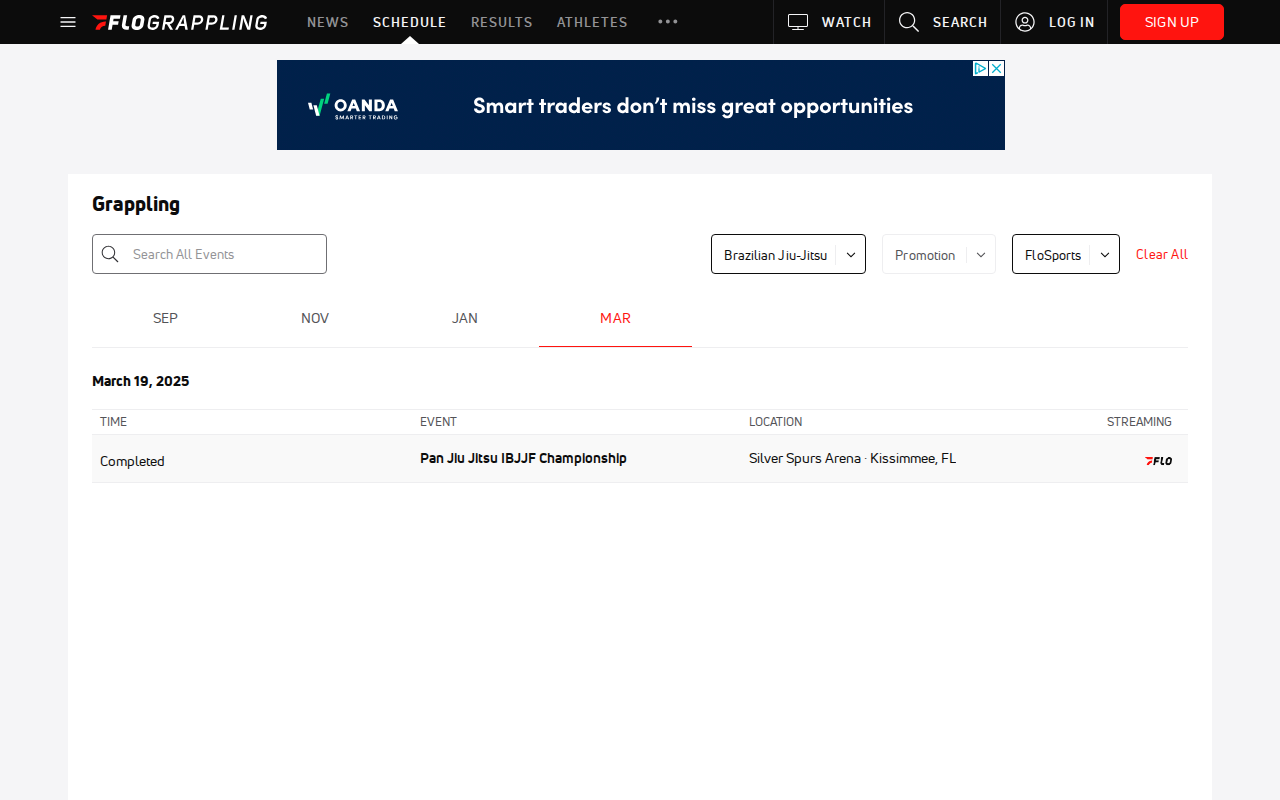 FLOGRAPPLING NEWS SCHEDULE RESULTS ATHLETES WATCH SEARCH LOG IN SIGN UP
OANDA
SMARTER TRADING
Smart traders don't miss great opportunities
Grappling
Search All Events Brazilian Jiu-Jitsu Promotion FloSports Clear All
SEP NOV JAN MAR
March 19, 2025
TIME EVENT LOCATION STREAMING
Completed Pan Jiu Jitsu IBJJF Championship Silver Spurs Arena · Kissimmee, FL FLO